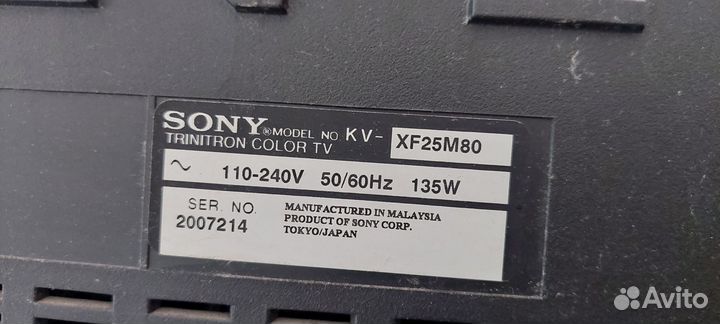 SONY® MODEL NO KV- XF25M80
TRINITRON COLOR TV
~ 110-240V 50/60Hz 135W
SER. NO. MANUFACTURED IN MALAYSIA
2007214 PRODUCT OF SONY CORP.
TOKYO/JAPAN
Avito